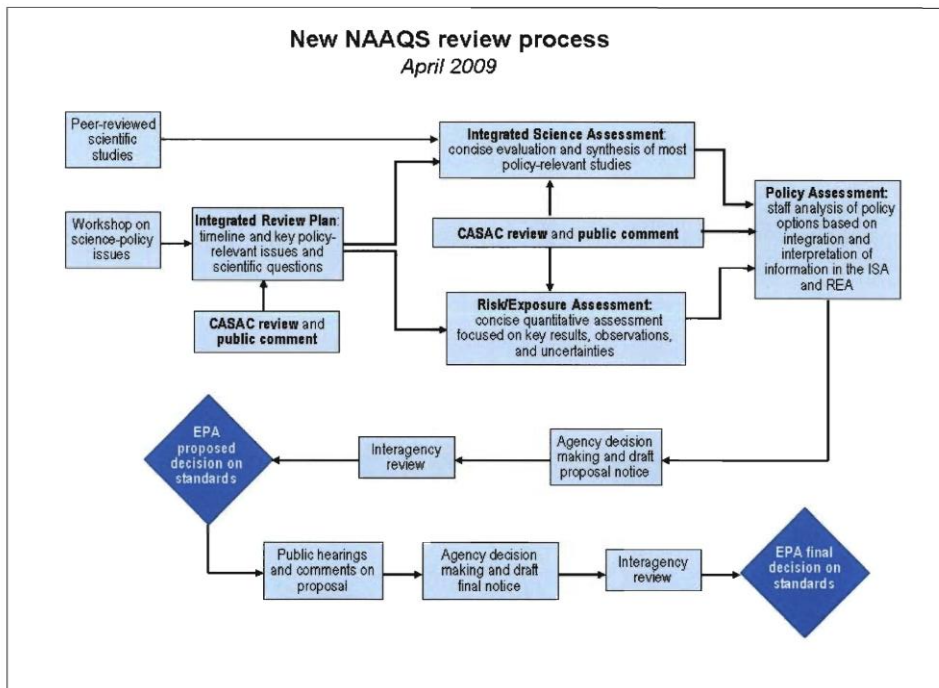 New NAAQS review process
April 2009
Peer-reviewed
scientific
studies
Integrated Science Assessment:
concise evaluation and synthesis of most
policy-relevant studies
Workshop on
science-policy
issues
Integrated Review Plan:
timeline and key policy-
relevant issues and
scientific questions
CASAC review and public comment
Policy Assessment:
staff analysis of policy
options based on
integration and
interpretation of
information in the ISA
and REA
CASAC review and
public comment
Risk/Exposure Assessment:
concise quantitative assessment
focused on key results, observations,
and uncertainties
EPA
proposed
decision on
standards
Interagency
review
Agency decision
making and draft
proposal notice
Public hearings
and comments on
proposal
Agency decision
making and draft
final notice
Interagency
review
EPA final
decision on
standards